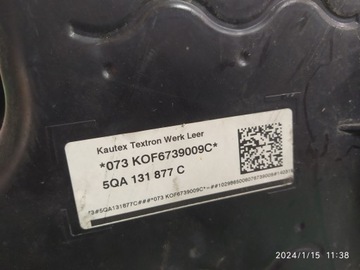 Kautex Textron Werk Leer
*073 KOF6739009C*
5QA 131 877 C
2024/1/15 11:38